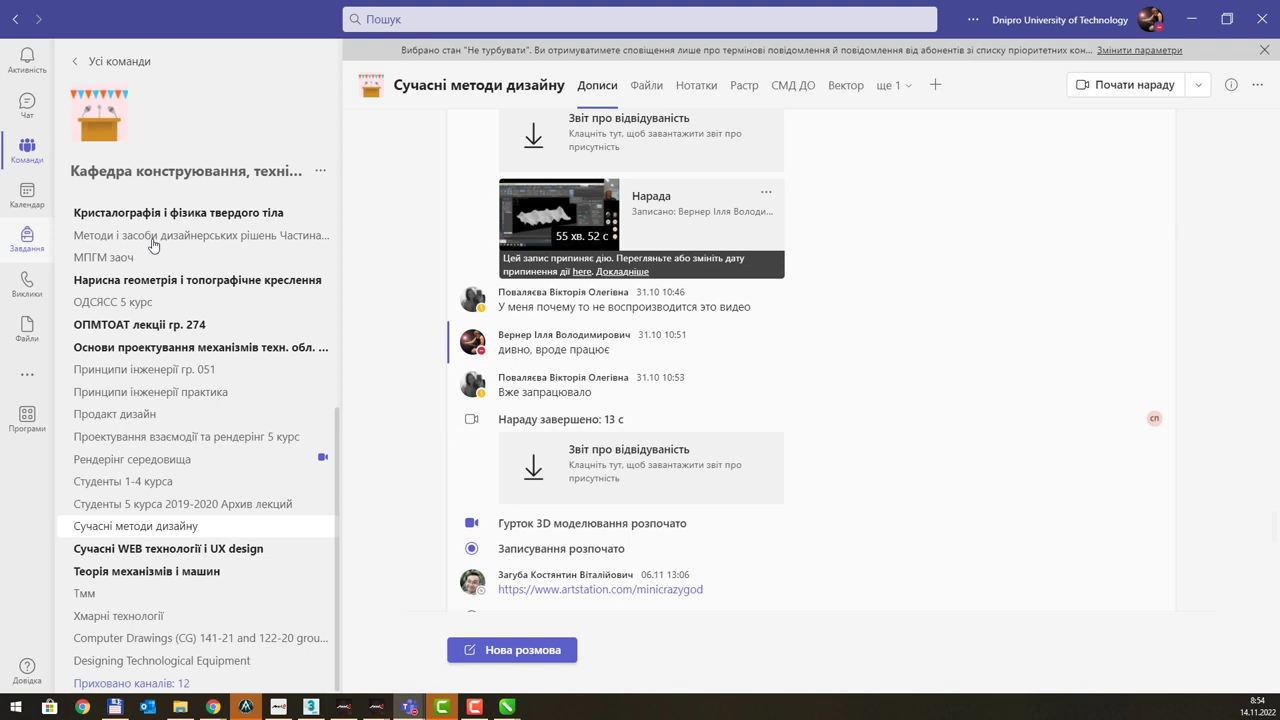 Пошук
Dnipro University of Technology
Вибрано стан "Не турбувати". Ви отримуватимете сповіщення лише про термінові повідомлення й повідомлення від абонентів зі списку пріоритетних кон... Змінити параметри
Активність
Чат
Команди
Календар
Завдання
Виклики
Файли
Програми
Довідка
Усі команди
Кафедра конструювання, техні...
Кристалографія і фізика твердого тіла
Методи і засоби дизайнерських рішень Частина...
МПГМ заоч
Нарисна геометрія і топографічне креслення
ОДСЯСС 5 курс
ОПМТОАТ лекції гр. 274
Основи проектування механізмів техн. обл. ...
Принципи інженерії гр. 051
Принципи інженерії практика
Продакт дизайн
Проектування взаємодії та рендерінг 5 курс
Рендерінг середовища
Студенты 1-4 курса
Студенты 5 курса 2019-2020 Архив лекций
Сучасні методи дизайну
Сучасні WEB технології і UX design
Теорія механізмів і машин
Тмм
Хмарні технології
Computer Drawings (CG) 141-21 and 122-20 grou...
Designing Technological Equipment
Приховано каналів: 12
Сучасні методи дизайну
Дописи
Файли
Нотатки
Растр
СМД ДО
Вектор
ще 1
Почати нараду
Звіт про відвідуваність
Клацніть тут, щоб завантажити звіт про
присутність
Нарада
Записано: Вернер Ілля Володи...
55 хв. 52 с
Цей запис припиняє дію. Перегляньте або змініть дату
припинення дії here. Докладніше
Поваляєва Вікторія Олегівна 31.10 10:46
У меня почему то не воспроизводится это видео
Вернер Ілля Володимирович 31.10 10:51
дивно, вроде працює
Поваляєва Вікторія Олегівна 31.10 10:53
Вже запрацювало
Нараду завершено: 13 с
СП
Звіт про відвідуваність
Клацніть тут, щоб завантажити звіт про
присутність
Гурток 3D моделювання розпочато
Записування розпочато
Загуба Костянтин Віталійович 06.11 13:06
https://www.artstation.com/minicrazygod
Нова розмова
8:54
14.11.2022